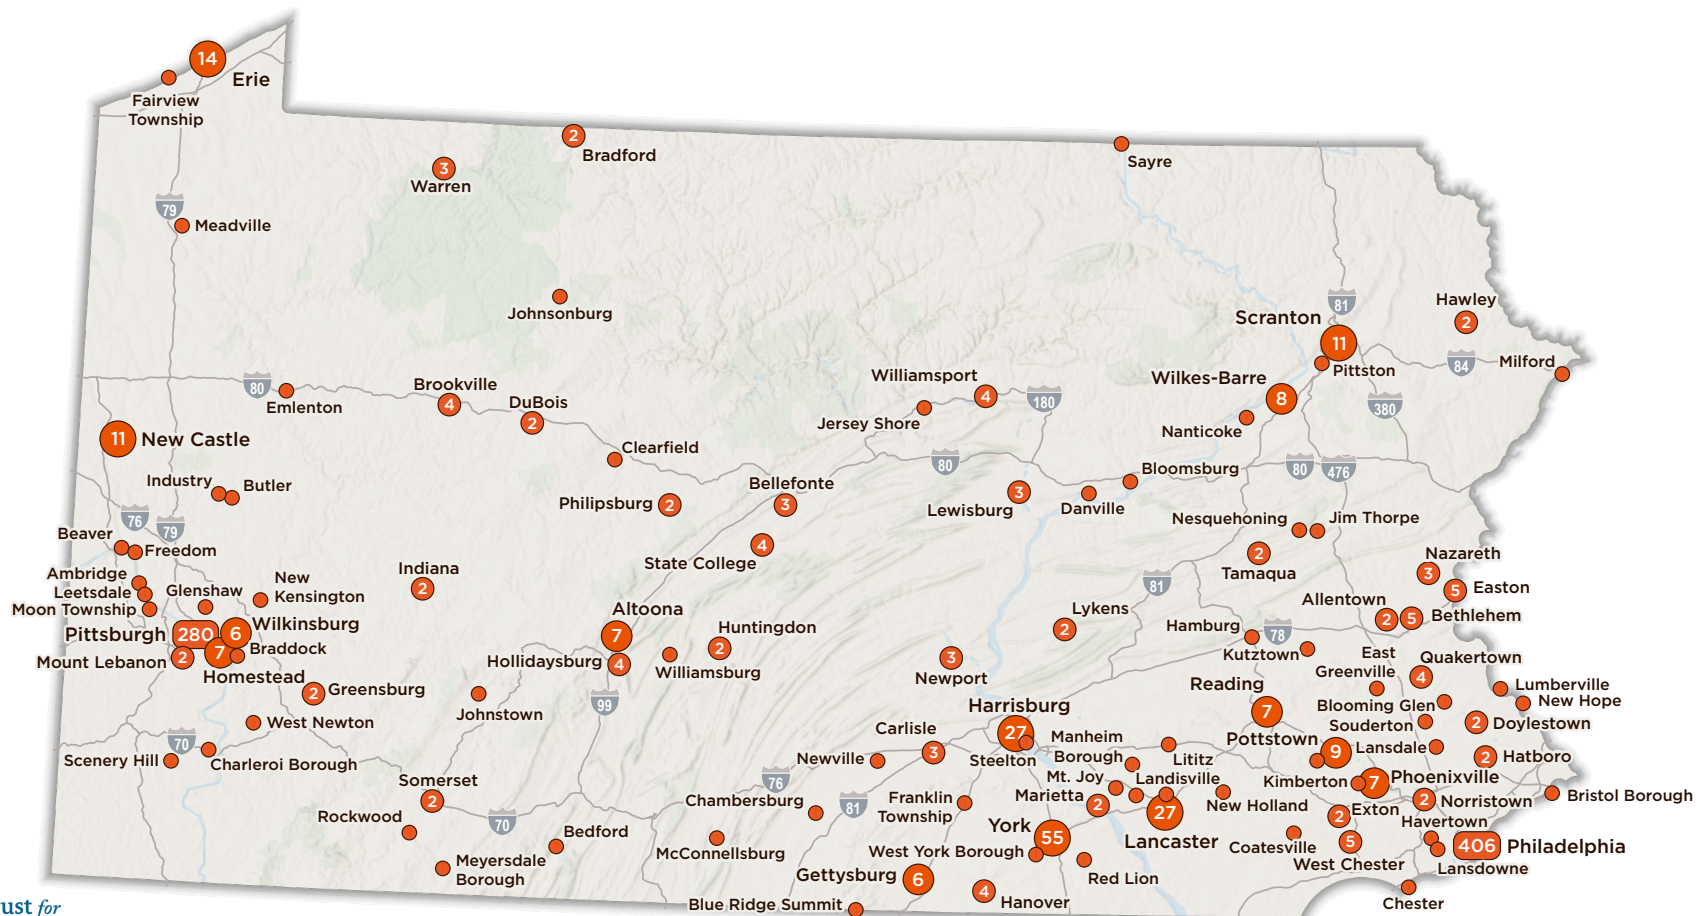 14
Erie
Fairview
Township
2
Bradford
3
Warren
Sayre
79
Meadville
Johnsonburg
81
Hawley
2
Scranton
11
Pittston
84
Milford
80
Emlenton
Brookville
4
DuBois
2
Williamsport
4
Jersey Shore
180
Wilkes-Barre
8
380
Nanticoke
11
New Castle
Clearfield
80
Bloomsburg
80
476
Industry
Butler
Philipsburg
2
Bellefonte
3
Lewisburg
3
Danville
76
79
Beaver
Freedom
State College
4
Nesquehoning
Jim Thorpe
2
Tamaqua
Nazareth
3
5
Easton
Ambridge
Leetsdale
Moon Township
Glenshaw
New
Kensington
Indiana
2
81
Allentown
2
5
Bethlehem
Altoona
7
Lykens
2
Hamburg
78
Kutztown
Pittsburgh
280
6
Wilkinsburg
7
Braddock
Mount Lebanon
2
Homestead
Hollidaysburg
4
Williamsburg
Huntingdon
2
3
Newport
East
Greenville
Quakertown
4
2
Greensburg
Johnstown
99
Reading
7
Lumberville
New Hope
Blooming Glen
Souderton
2
Doylestown
West Newton
Harrisburg
27
Steelton
Carlisle
3
Newville
Manheim
Borough
Lititz
Pottstown
9
Lansdale
2
Hatboro
70
Scenery Hill
Charleroi Borough
Somerset
2
Rockwood
70
Bedford
Meyersdale
Borough
76
Chambersburg
81
Franklin
Township
Mt. Joy
Marietta
2
Landisville
27
Lancaster
New Holland
Kimberton
7
Phoenixville
Exton
2
2
Norristown
Bristol Borough
McConnellsburg
York
55
West York Borough
Red Lion
Coatesville
5
West Chester
Havertown
406
Philadelphia
Lansdowne
Gettysburg
6
4
Hanover
Blue Ridge Summit
Chester
ust for